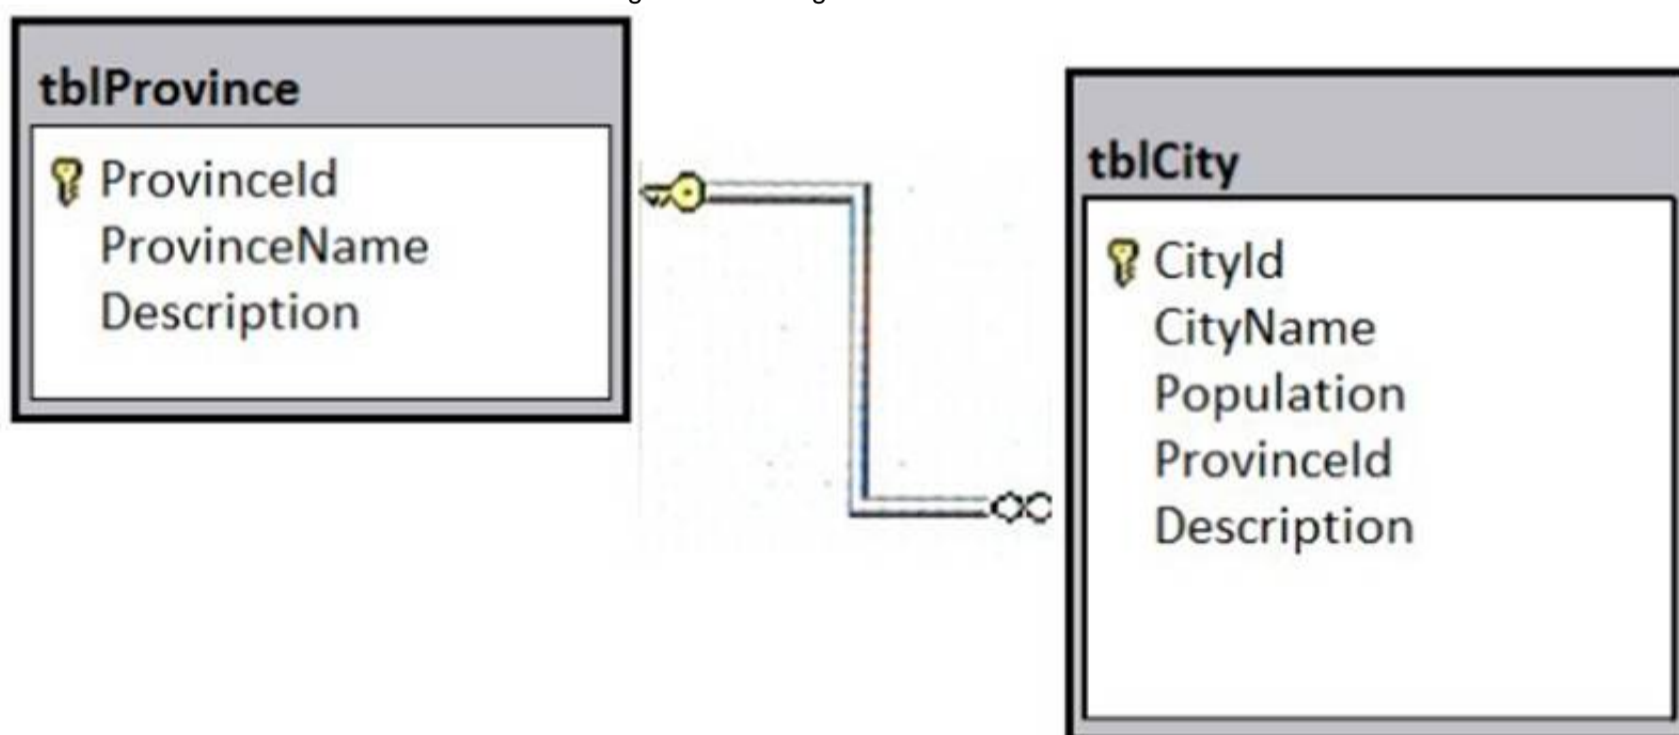 tblProvince
ProvinceId
ProvinceName
Description
tblCity
CityId
CityName
Population
ProvinceId
Description